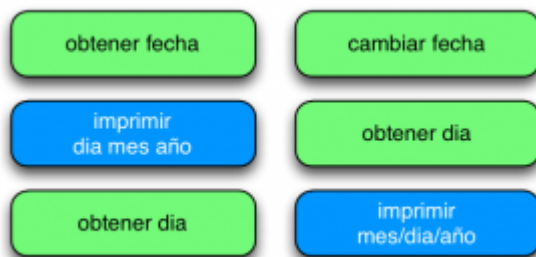 obtener fecha
cambiar fecha
imprimir
dia mes año
obtener dia
obtener dia
imprimir
mes/dia/año